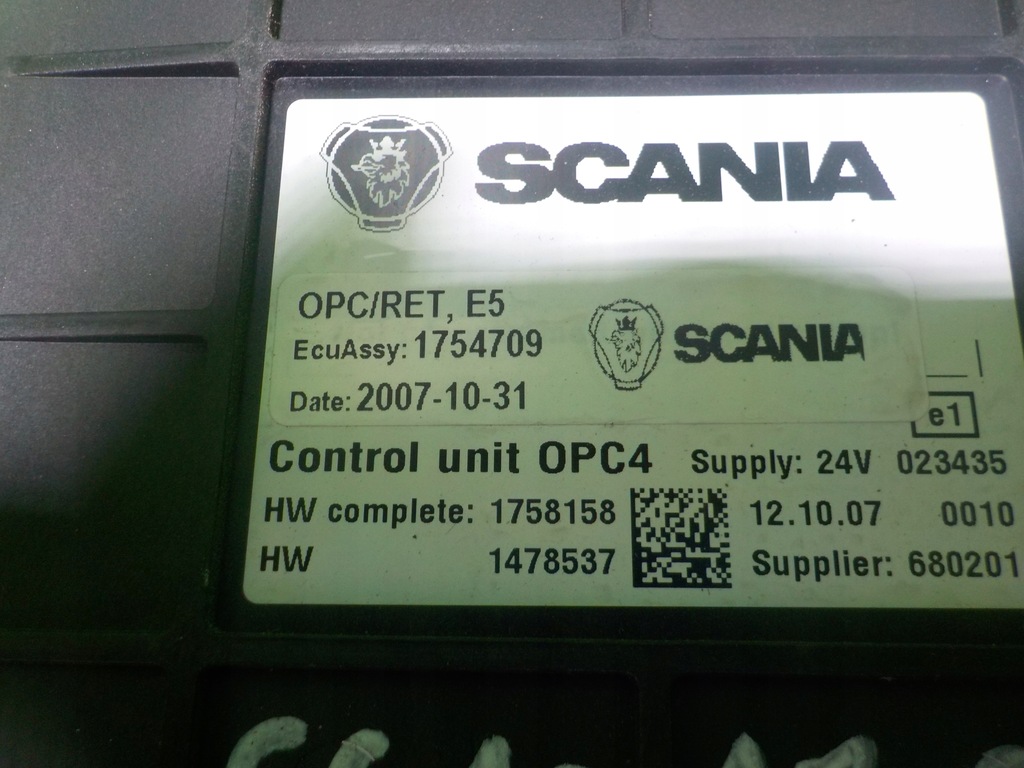 SCANIA
OPC/RET, E5
EcuAssy: 1754709
Date: 2007-10-31
SCANIA
e1
Control unit OPC4 Supply: 24V 023435
HW complete: 1758158 12.10.07 0010
HW 1478537 Supplier: 680201